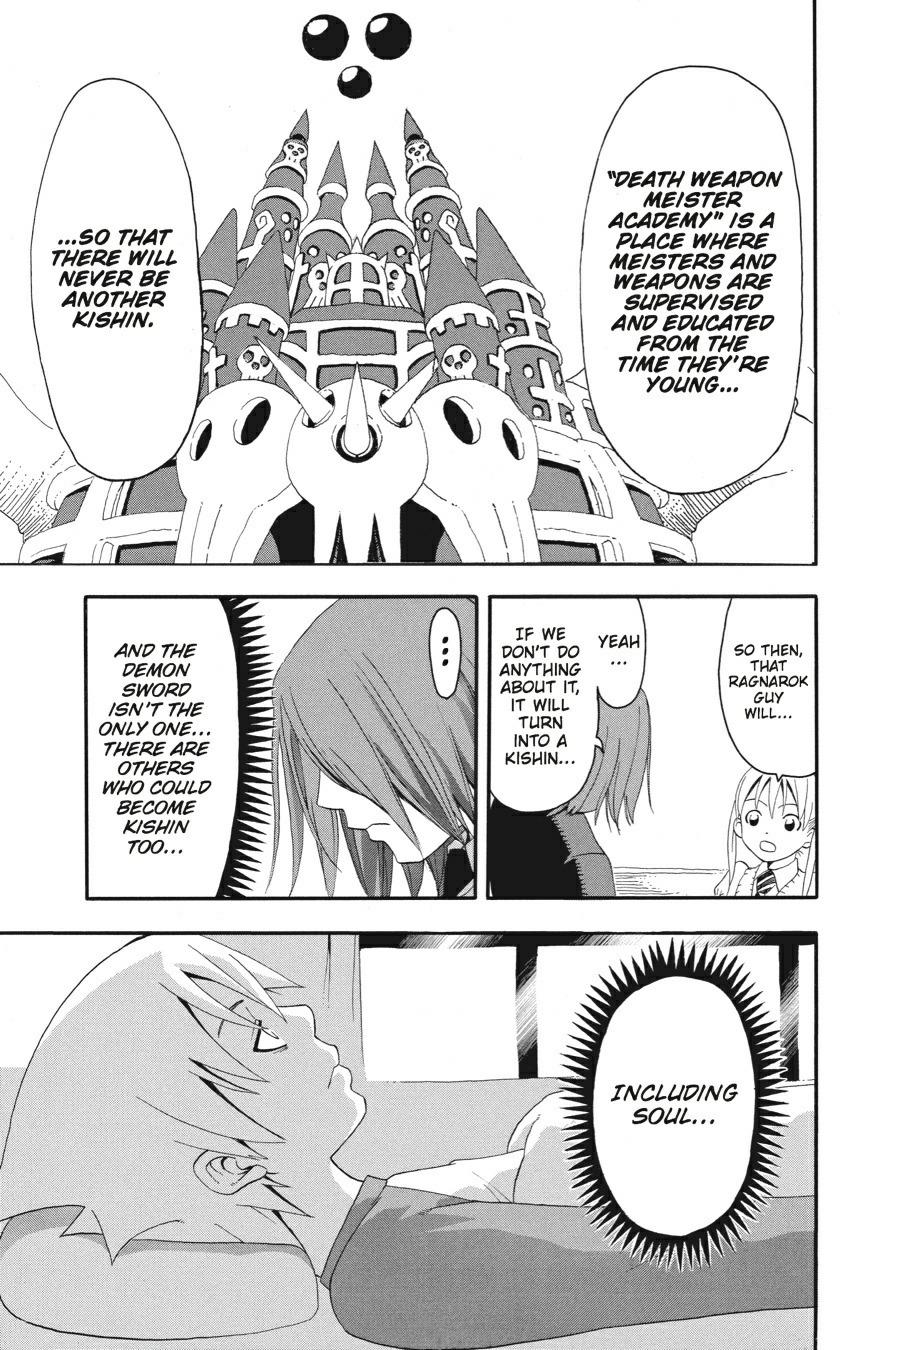 "DEATH WEAPON
MEISTER
ACADEMY" IS A
PLACE WHERE
MEISTERS AND
WEAPONS ARE
SUPERVISED
AND EDUCATED
FROM THE
TIME THEY'RE
YOUNG...
...SO THAT
THERE WILL
NEVER BE
ANOTHER
KISHIN.
SO THEN,
THAT
RAGNAROK
GUY
WILL...
YEAH
...
IF WE
DON'T DO
ANYTHING
ABOUT IT,
IT WILL
TURN
INTO A
KISHIN...
...
AND THE
DEMON
SWORD
ISN'T THE
ONLY ONE...
THERE ARE
OTHERS
WHO COULD
BECOME
KISHIN
TOO...
INCLUDING
SOUL...